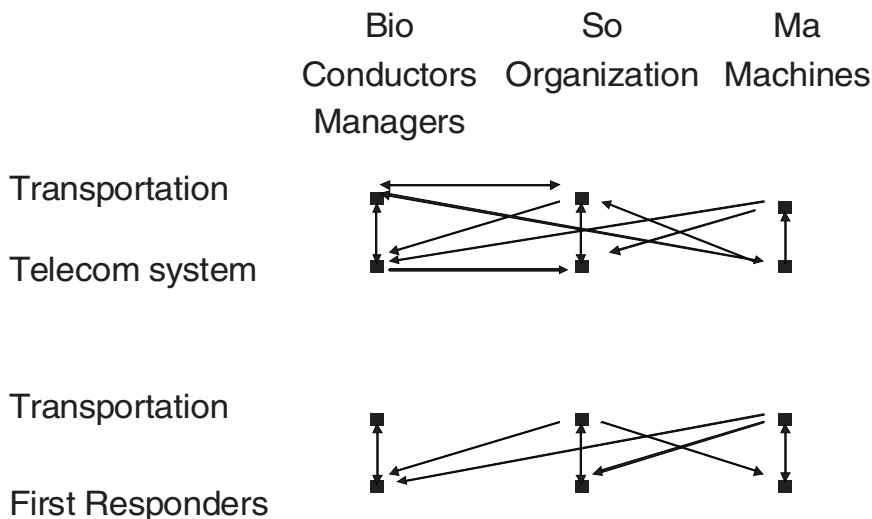 Bio So Ma
Conductors Organization Machines
Managers
Transportation
Telecom system
Transportation
First Responders